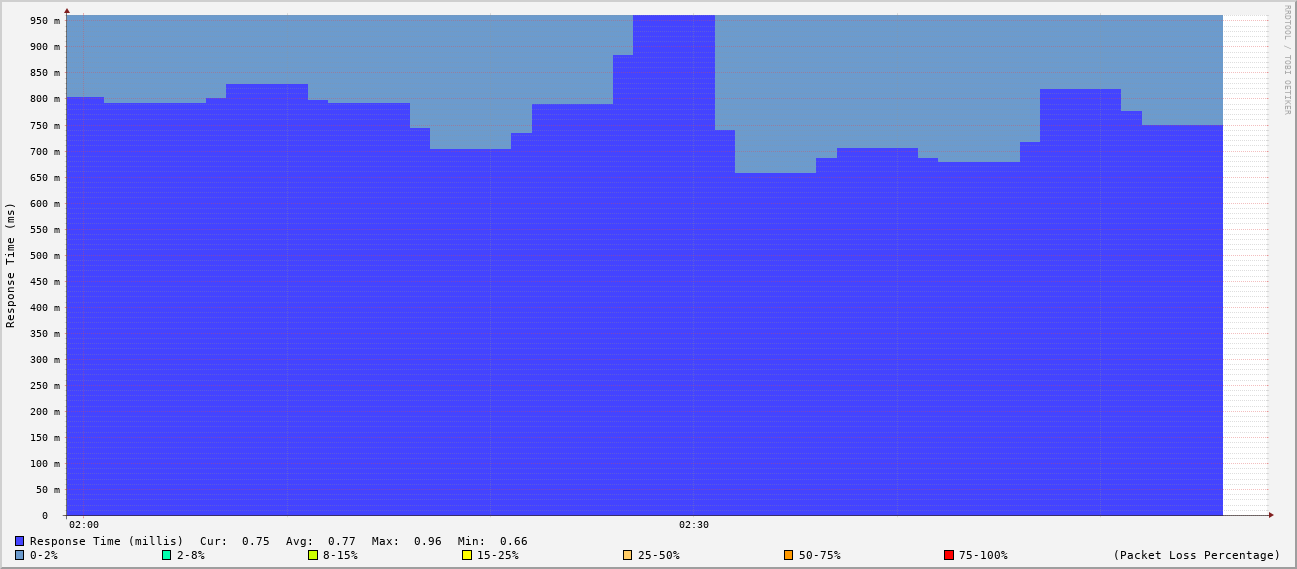 RRDTOOL / TOBI OETIKER
Response Time (ms)
950 m
900 m
850 m
800 m
750 m
700 m
650 m
600 m
550 m
500 m
450 m
400 m
350 m
300 m
250 m
200 m
150 m
100 m
50 m
0
02:00 02:30
Response Time (millis) Cur: 0.75 Avg: 0.77 Max: 0.96 Min: 0.66
0-2% 2-8% 8-15% 15-25% 25-50% 50-75% 75-100% (Packet Loss Percentage)